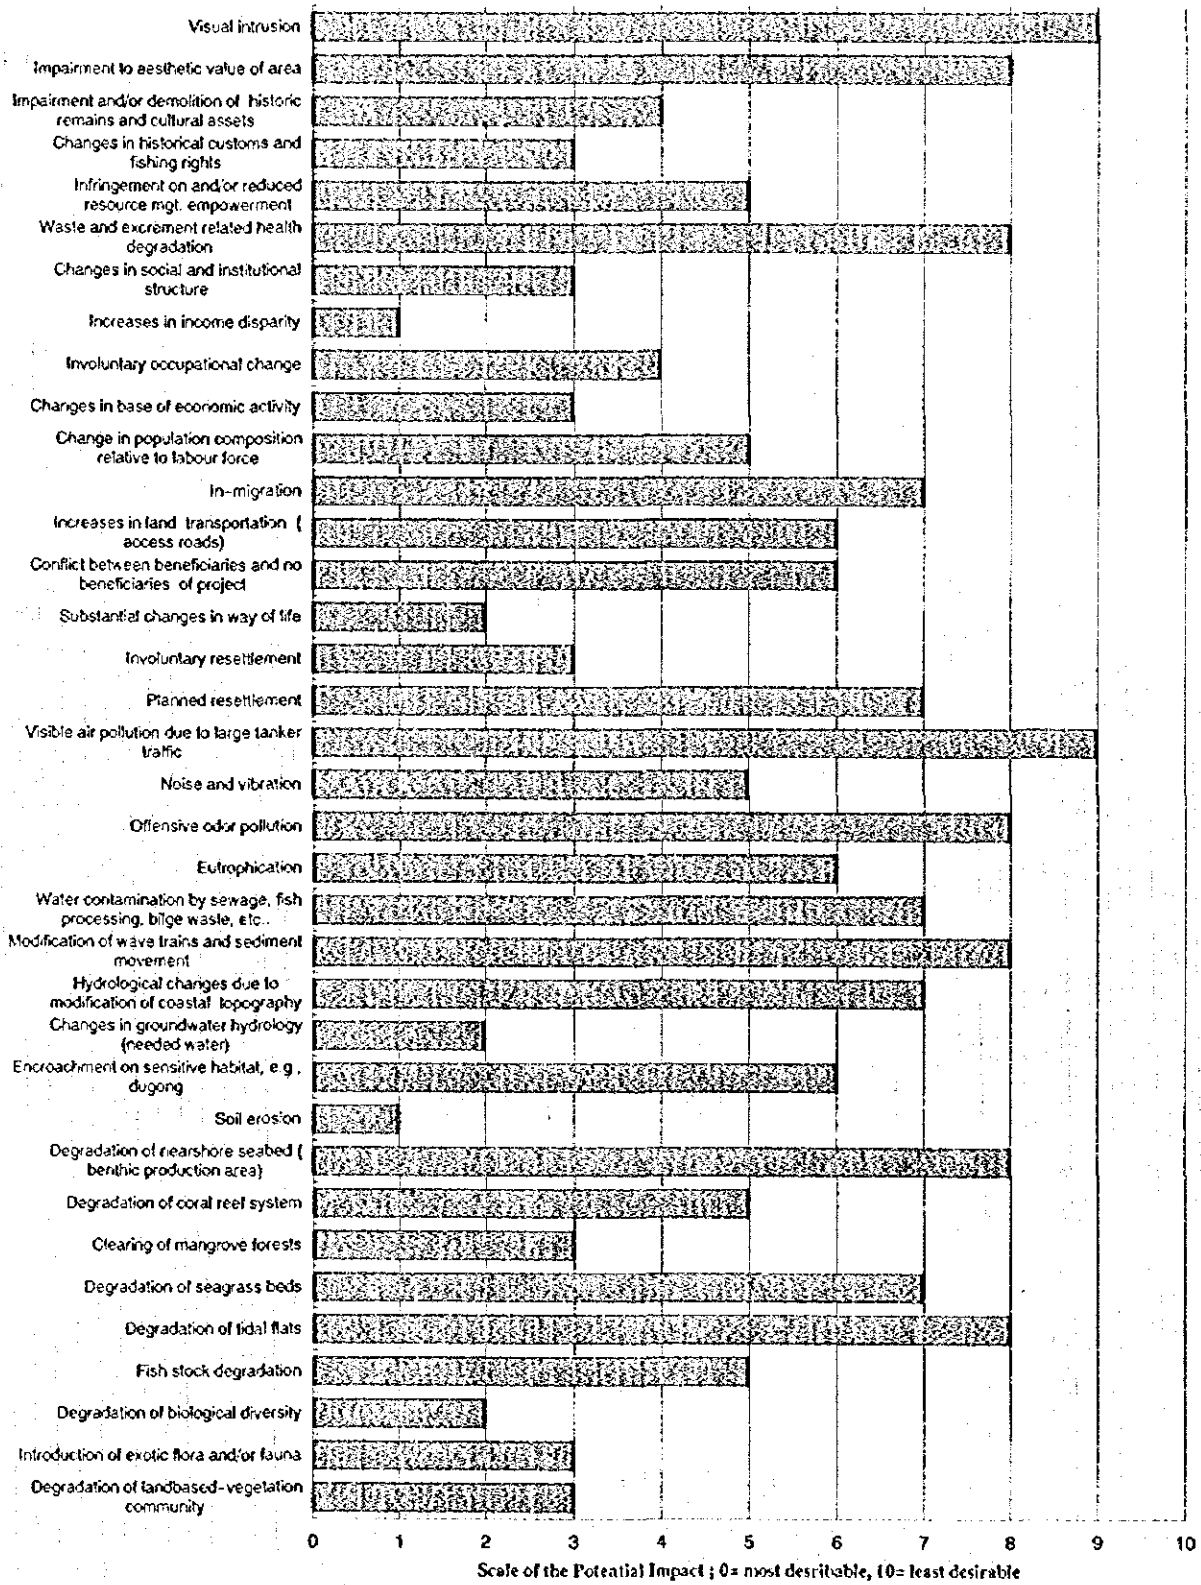 Visual intrusion
Impairment to aesthetic value of area
Impairment and/or demolition of historic
remains and cultural assets
Changes in historical customs and
fishing rights
Infringement on and/or reduced
resource mgt. empowerment
Waste and excrement related health
degradation
Changes in social and institutional
structure
Increases in income disparity
Involuntary occupational change
Changes in base of economic activity
Change in population composition
relative to labour force
In-migration
Increases in land transportation (
access roads)
Conflict between beneficiaries and no
beneficiaries of project
Substantial changes in way of life
Involuntary resettlement
Planned resettlement
Visible air pollution due to large tanker
traffic
Noise and vibration
Offensive odor pollution
Eutrophication
Water contamination by sewage, fish
processing, bilge waste, etc..
Modification of wave trains and sediment
movement
Hydrological changes due to
modification of coastal topography
Changes in groundwater hydrology
(needed water)
Encroachment on sensitive habitat, e.g.,
dugong
Soil erosion
Degradation of nearshore seabed (
benthic production area)
Degradation of coral reef system
Clearing of mangrove forests
Degradation of seagrass beds
Degradation of tidal flats
Fish stock degradation
Degradation of biological diversity
Introduction of exotic flora and/or fauna
Degradation of landbased-vegetation
community
0 1 2 3 4 5 6 7 8 9 10
Scale of the Potential Impact ; 0= most desribable, 10= least desirable